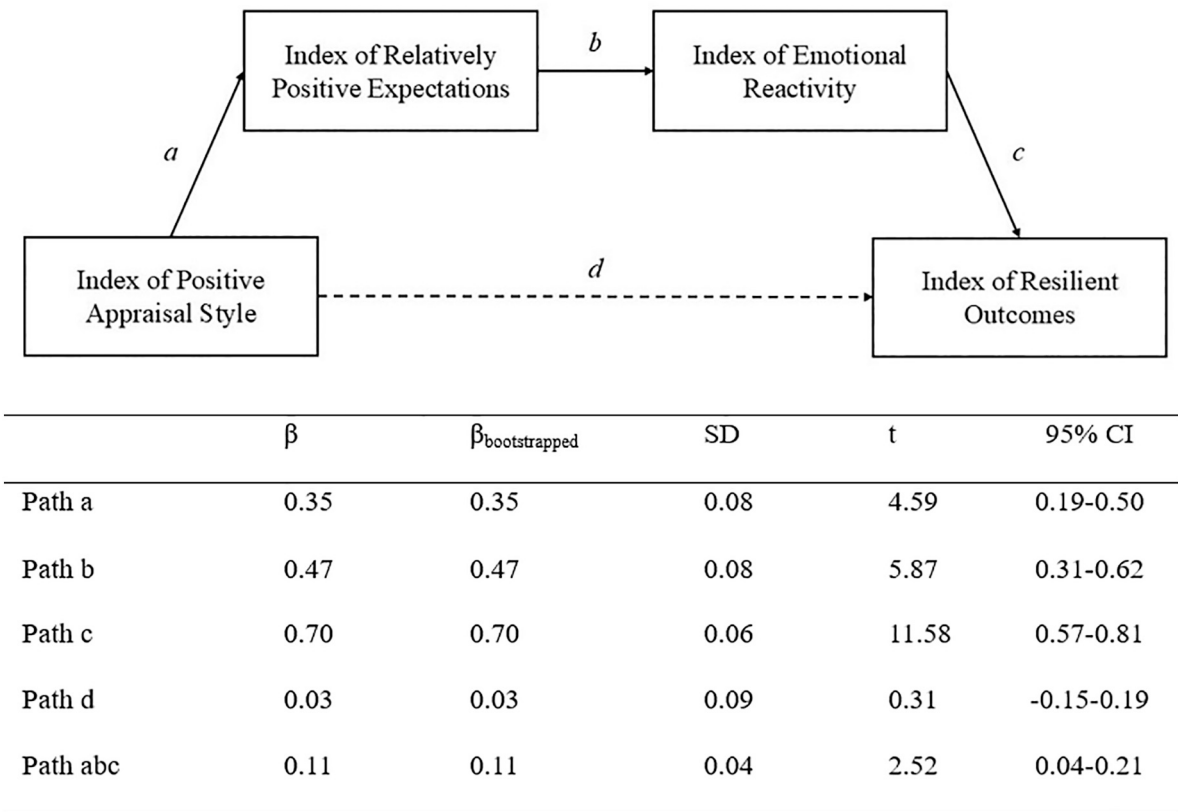 Index of Relatively
Positive Expectations
b
Index of Emotional
Reactivity
a
c
Index of Positive
Appraisal Style
d
Index of Resilient
Outcomes
β β bootstrapped SD t 95% CI
Path a 0.35 0.35 0.08 4.59 0.19-0.50
Path b 0.47 0.47 0.08 5.87 0.31-0.62
Path c 0.70 0.70 0.06 11.58 0.57-0.81
Path d 0.03 0.03 0.09 0.31 -0.15-0.19
Path abc 0.11 0.11 0.04 2.52 0.04-0.21